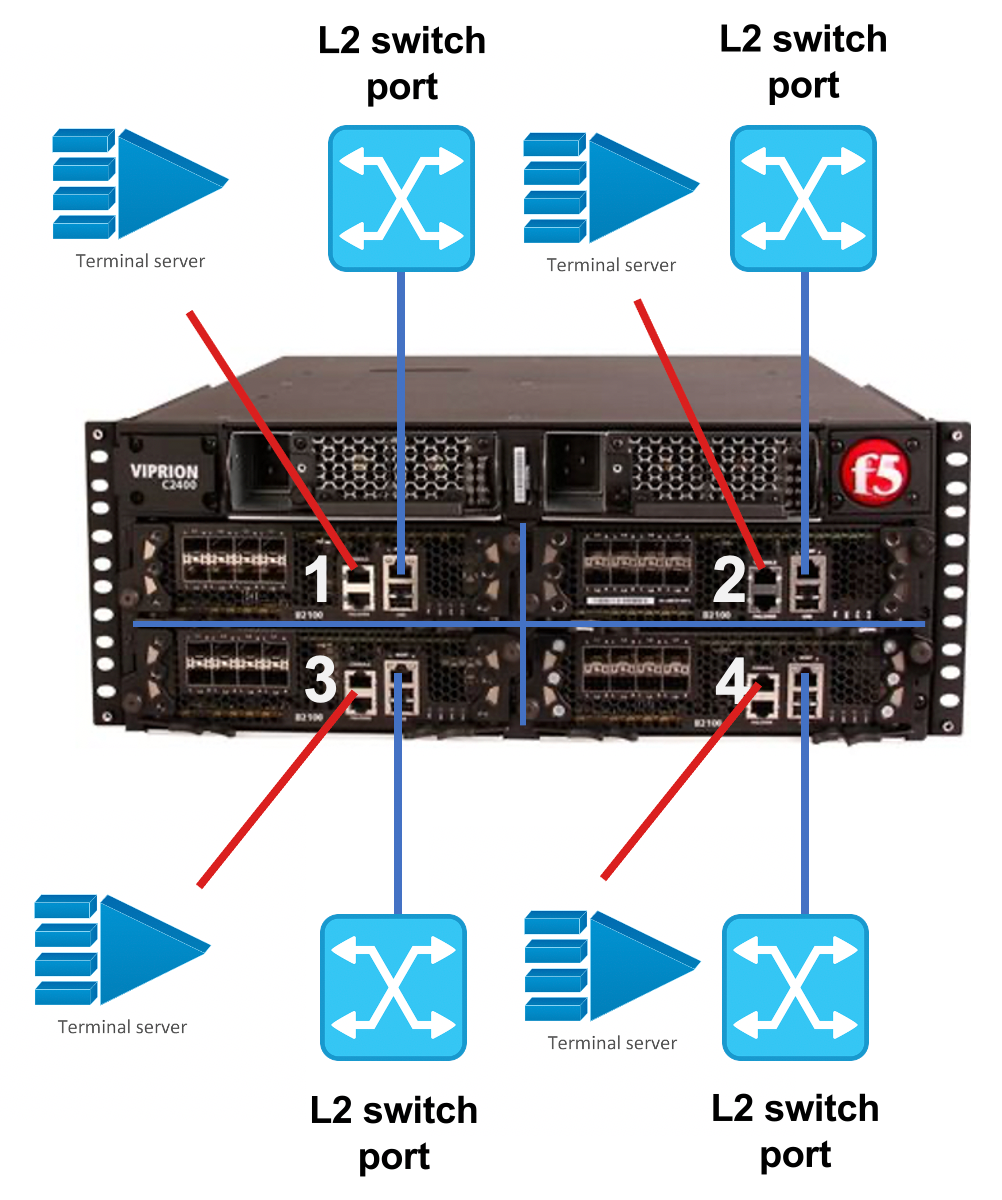 L2 switch
port
L2 switch
port
Terminal server
Terminal server
VIPRION
C2400
f5
1
2
B2100
B2100
3
4
B2100
B2100
Terminal server
Terminal server
L2 switch
port
L2 switch
port